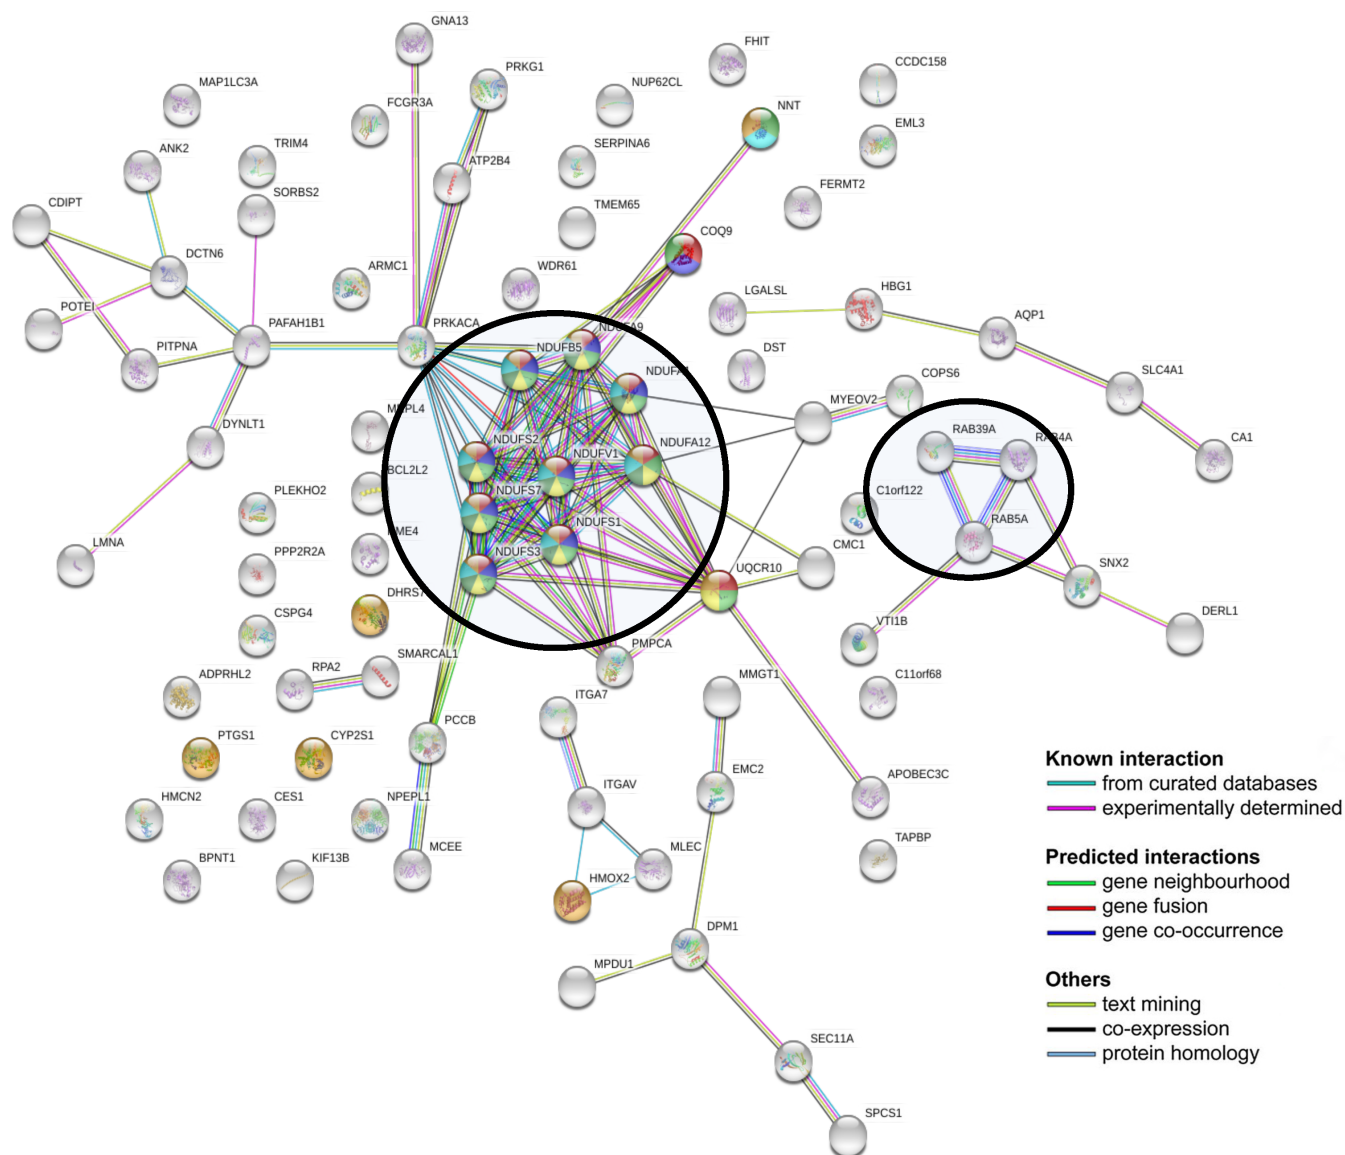 GNA13
FHIT
CCDC158
PRKG1
NUP62CL
MAP1LC3A
FCGR3A
NNT
EML3
TRIM4
ANK2
SERPINA6
ATP2B4
SORBS2
FERMT2
CDIPT
TMEM65
COQ9
DCTN6
ARMC1
WDR61
LGALSL
HBG1
POTEI
PAFAH1B1
PRKACA
NDUFA9
AQP1
PITPNA
NDUFB5
DST
NDUFA1
COPS6
SLC4A1
MYEOV2
DYNLT1
MRPL4
NDUFS2
NDUFA12
RAB39A
RAB4A
CA1
NDUFV1
BCL2L2
PLEKHO2
NDUFS7
C1orf122
RAB5A
NDUFS1
LMNA
PPP2R2A
NME4
NDUFS3
CMC1
UQCR10
SNX2
CSPG4
DHRS7
VTI1B
DERL1
PMPCA
SMARCAL1
ADPRHL2
RPA2
MMGT1
C11orf68
ITGA7
PCCB
PTGS1
CYP2S1
EMC2
APOBEC3C
ITGAV
HMCN2
CES1
NPEPL1
MCEE
MLEC
TAPBP
BPNT1
KIF13B
HMOX2
DPM1
MPDU1
SEC11A
SPCS1
Known interaction
from curated databases
experimentally determined
Predicted interactions
gene neighbourhood
gene fusion
gene co-occurrence
Others
text mining
co-expression
protein homology